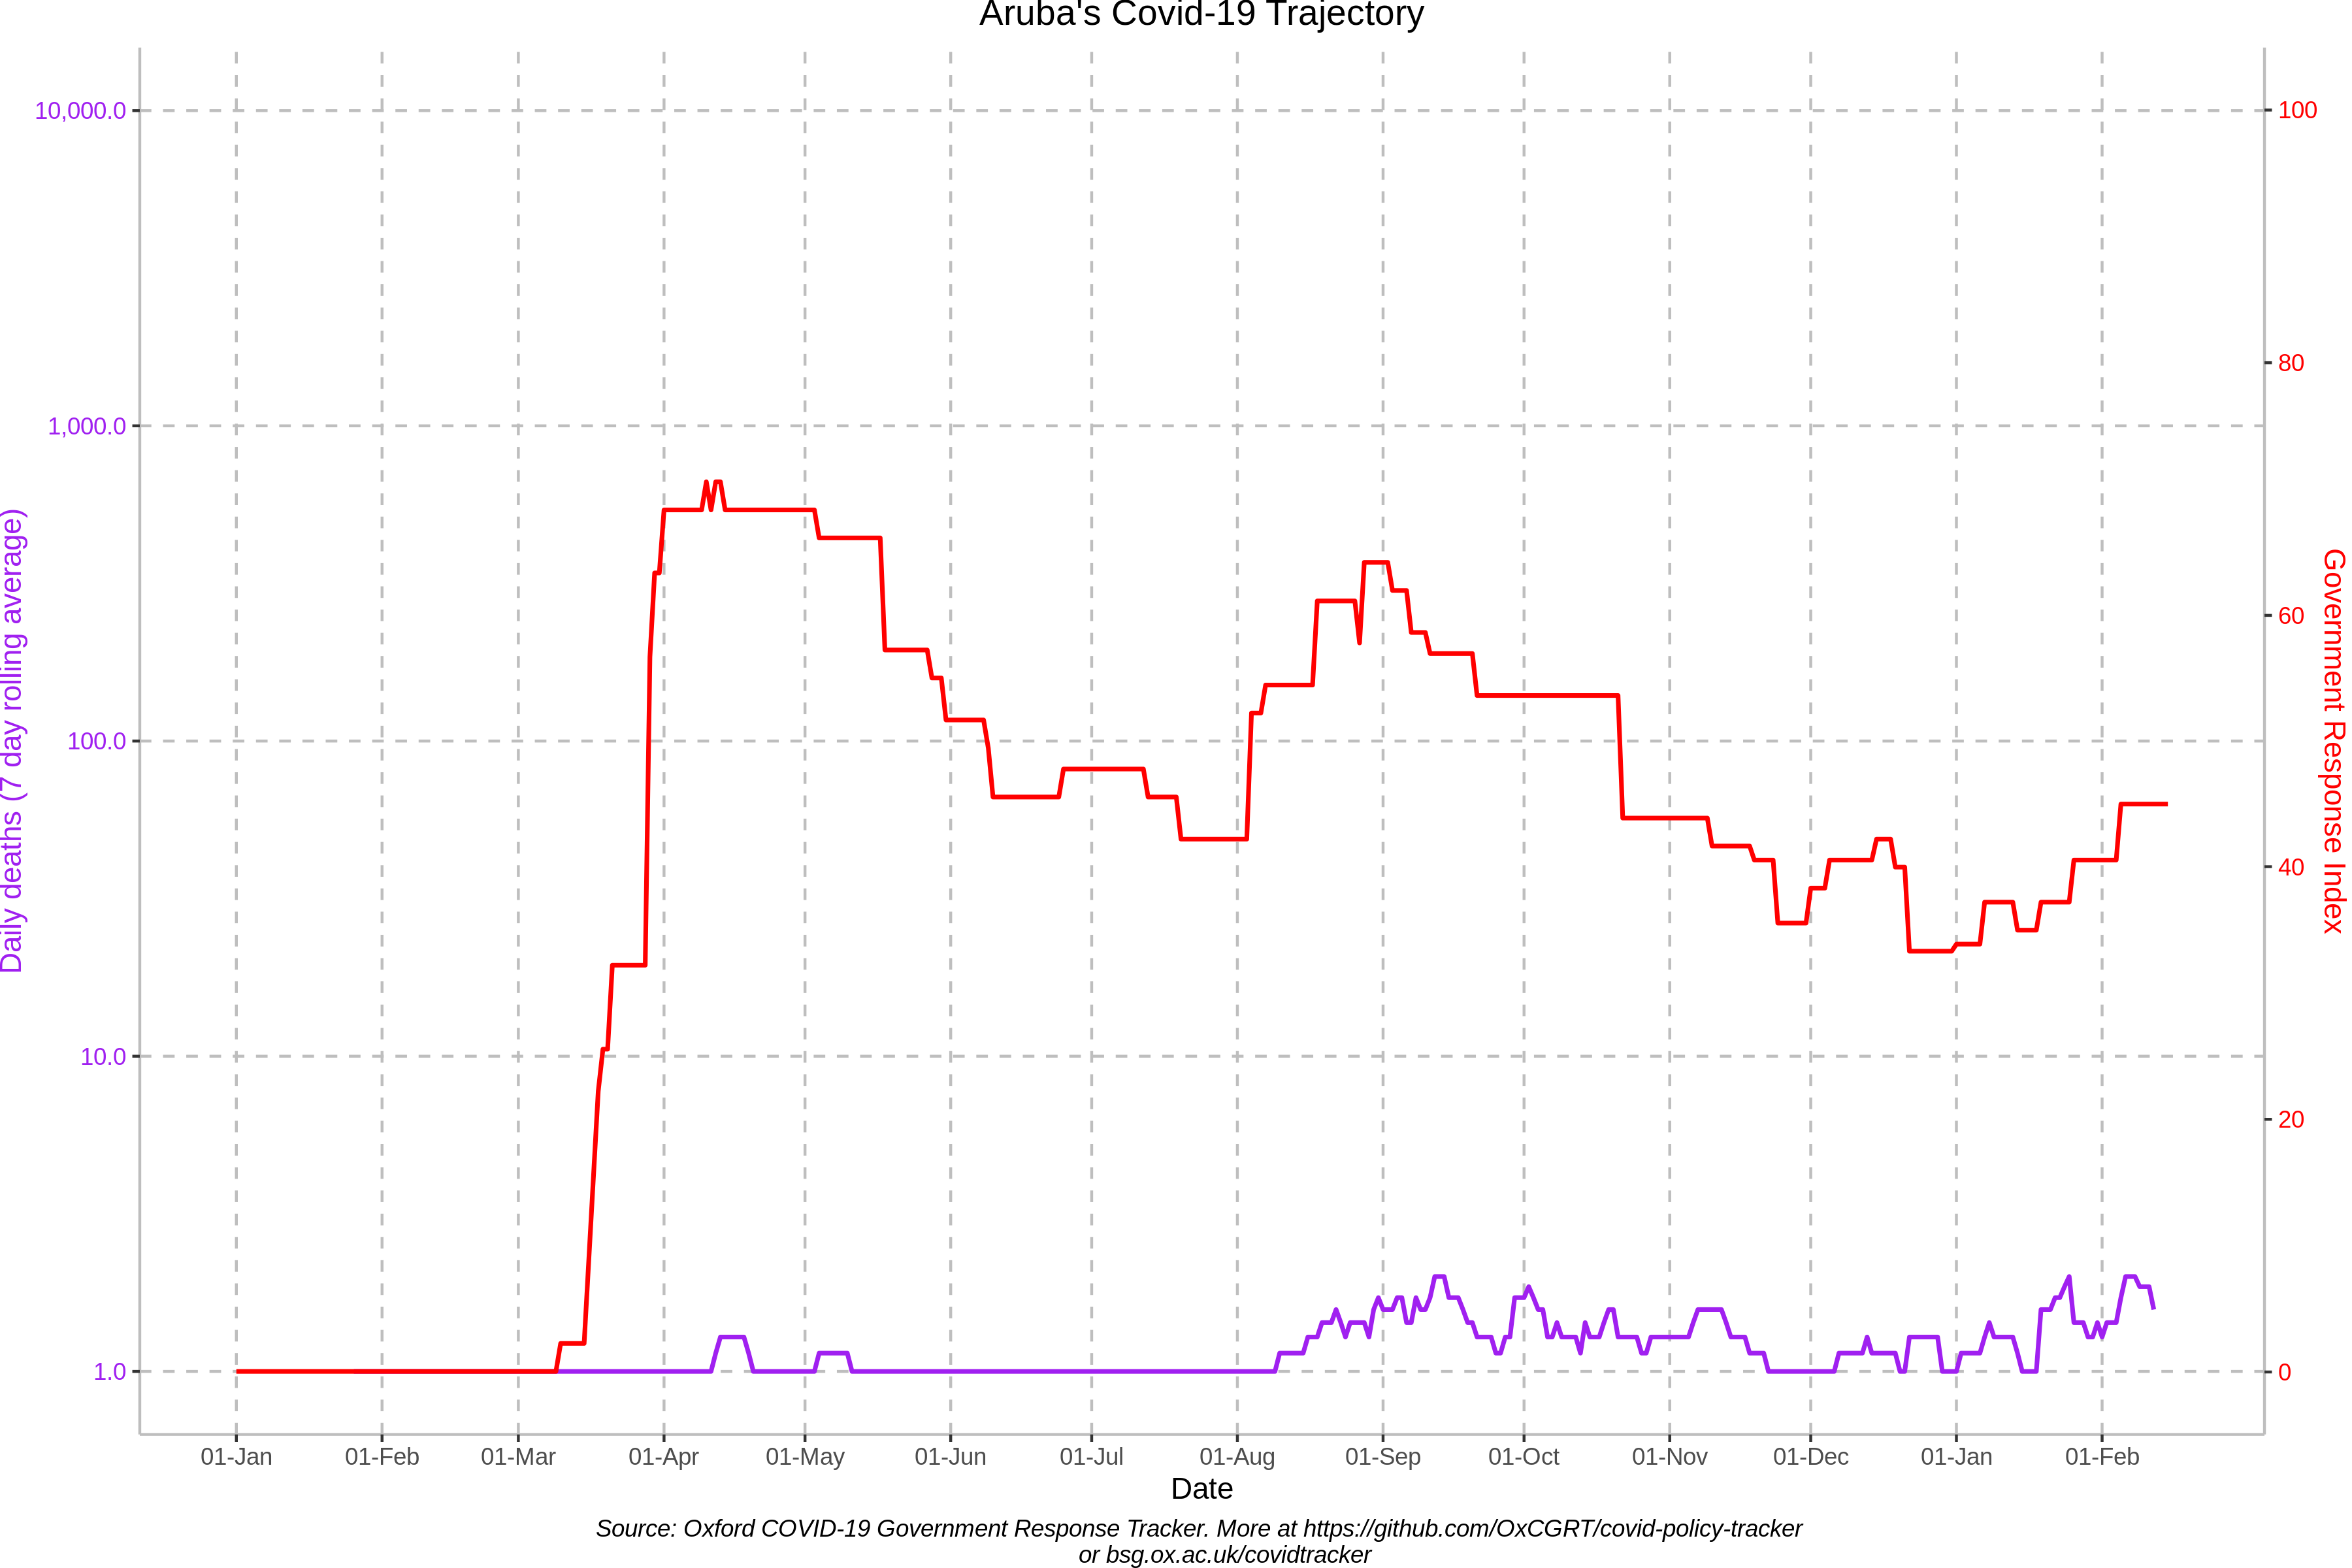 Aruba's Covid-19 Trajectory
10,000.0
1,000.0
100.0
10.0
1.0
Daily deaths (7 day rolling average)
100
80
60
40
20
0
Government Response Index
01-Jan 01-Feb 01-Mar 01-Apr 01-May 01-Jun 01-Jul 01-Aug 01-Sep 01-Oct 01-Nov 01-Dec 01-Jan 01-Feb
Date
Source: Oxford COVID-19 Government Response Tracker. More at https://github.com/OxCGRT/covid-policy-tracker
or bsg.ox.ac.uk/covidtracker